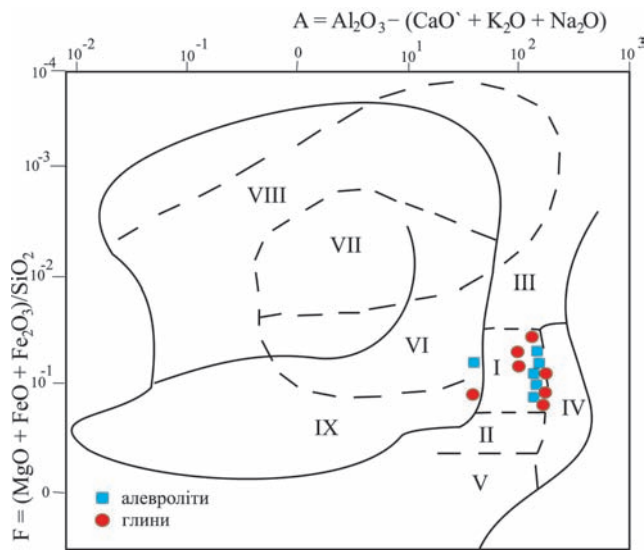 A = Al₂O₃ – (CaO` + K₂O + Na₂O)
10⁻² 10⁻¹ 0 10¹ 10² 10³
10⁻⁴
10⁻³
10⁻²
10⁻¹
0
F = (MgO + FeO + Fe₂O₃)/SiO₂
VIII
VII
III
VI
I
IV
IX
II
V
алевроліти
глини